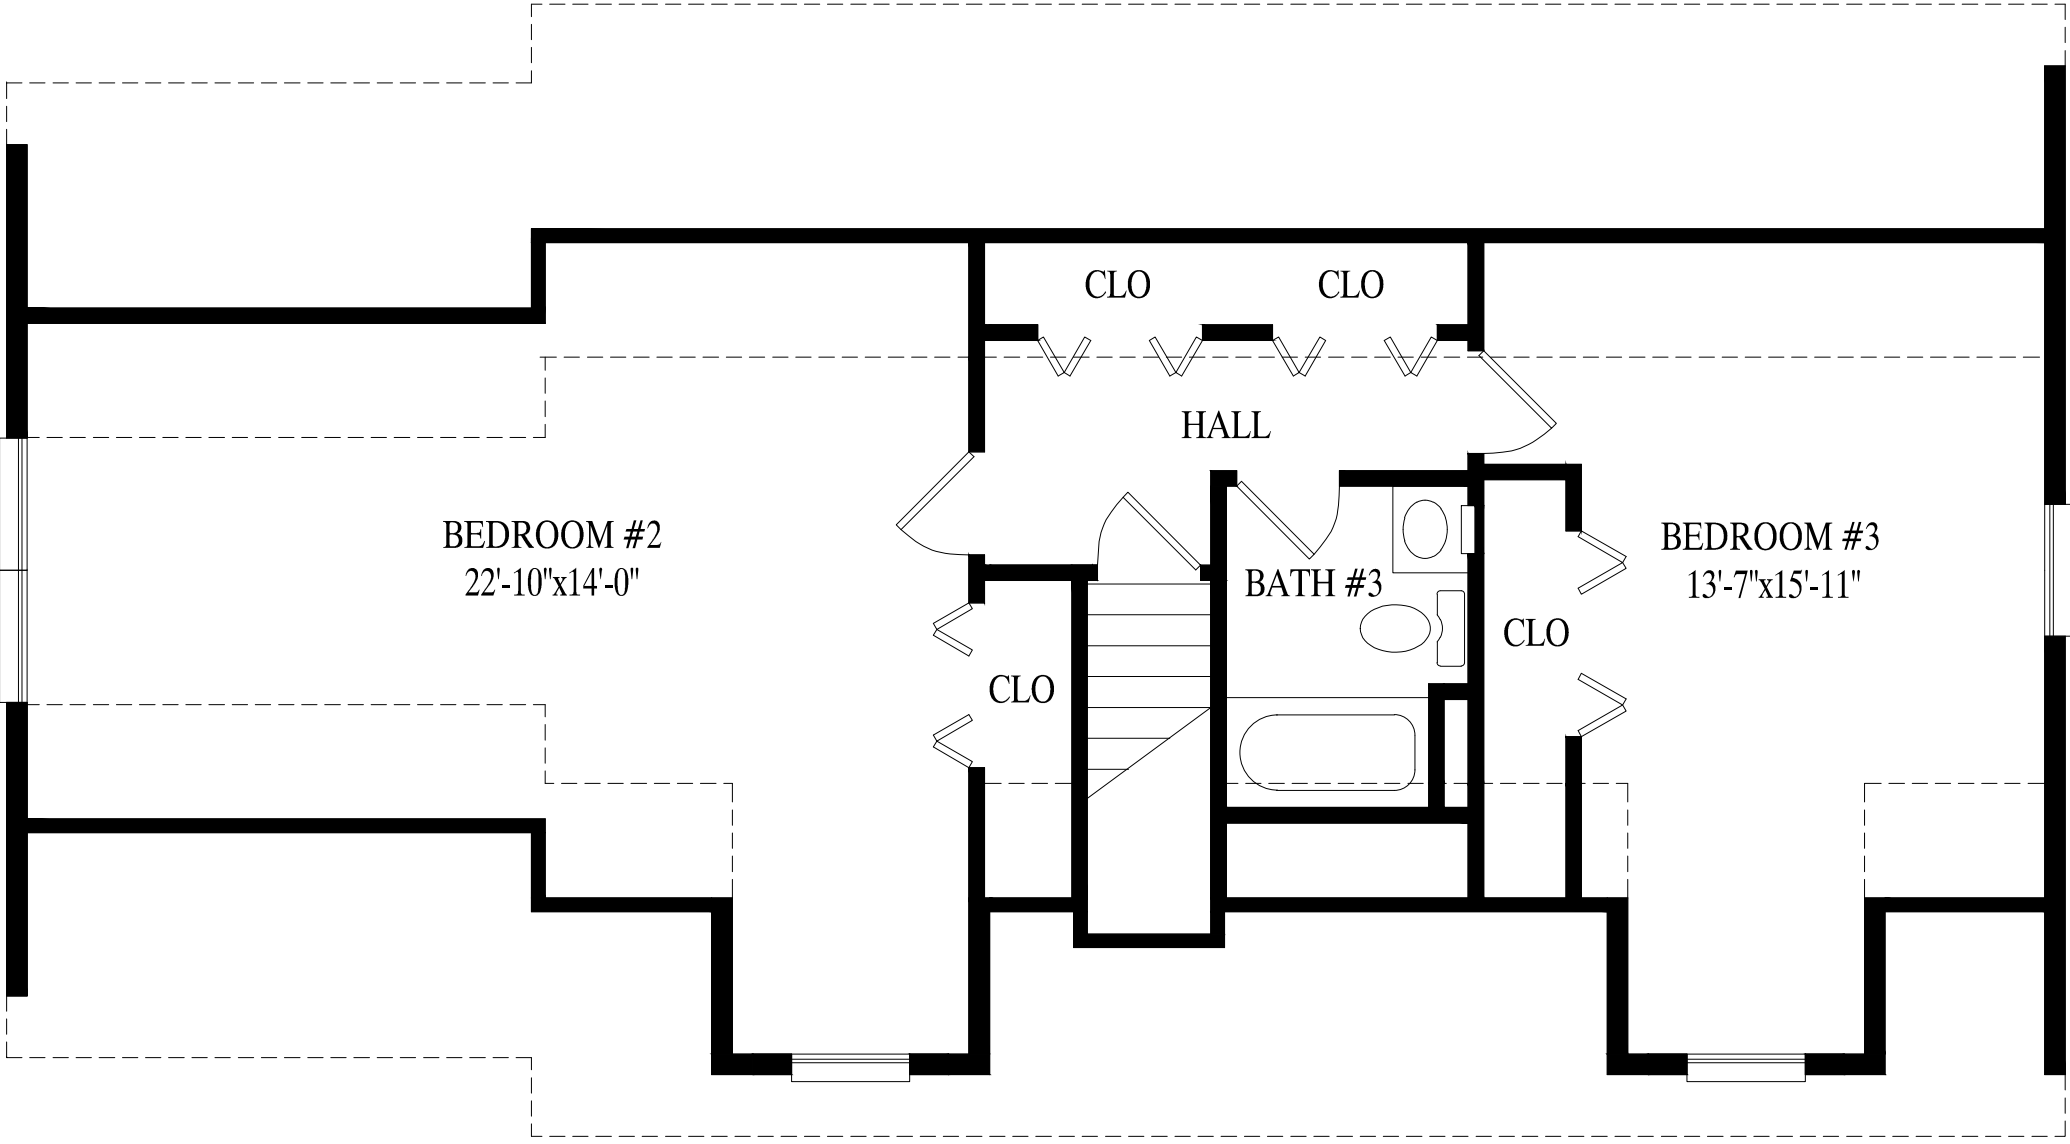 CLO
CLO
HALL
BEDROOM #2
22'-10"x14'-0"
BEDROOM #3
13'-7"x15'-11"
BATH #3
CLO
CLO